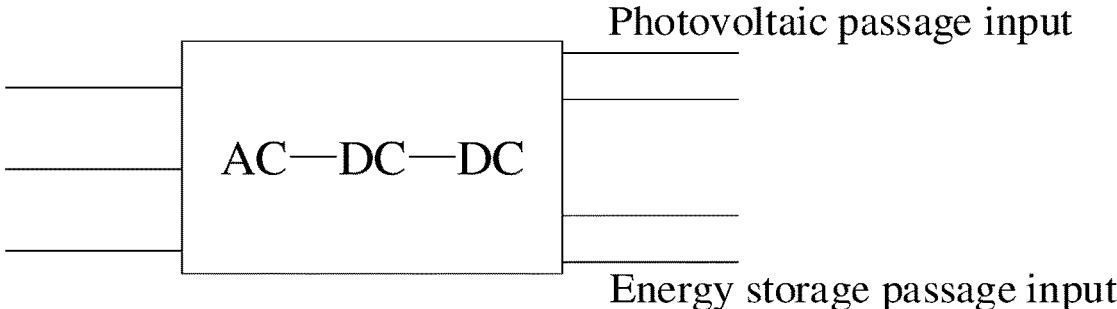 Photovoltaic passage input
AC—DC—DC
Energy storage passage input